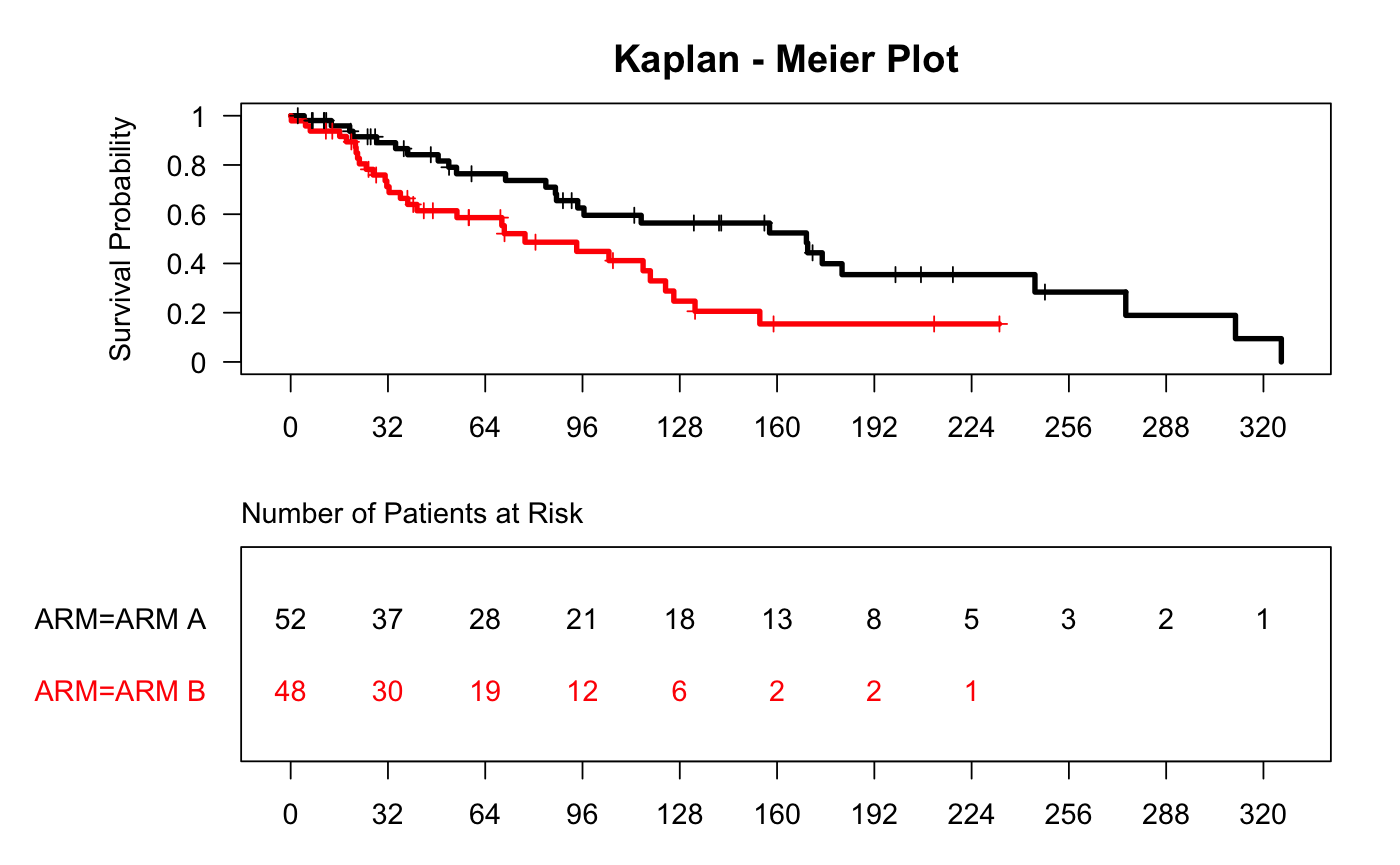 Kaplan - Meier Plot
Survival Probability
1
0.8
0.6
0.4
0.2
0
0 32 64 96 128 160 192 224 256 288 320
Number of Patients at Risk
ARM=ARM A 52 37 28 21 18 13 8 5 3 2 1
ARM=ARM B 48 30 19 12 6 2 2 1
0 32 64 96 128 160 192 224 256 288 320